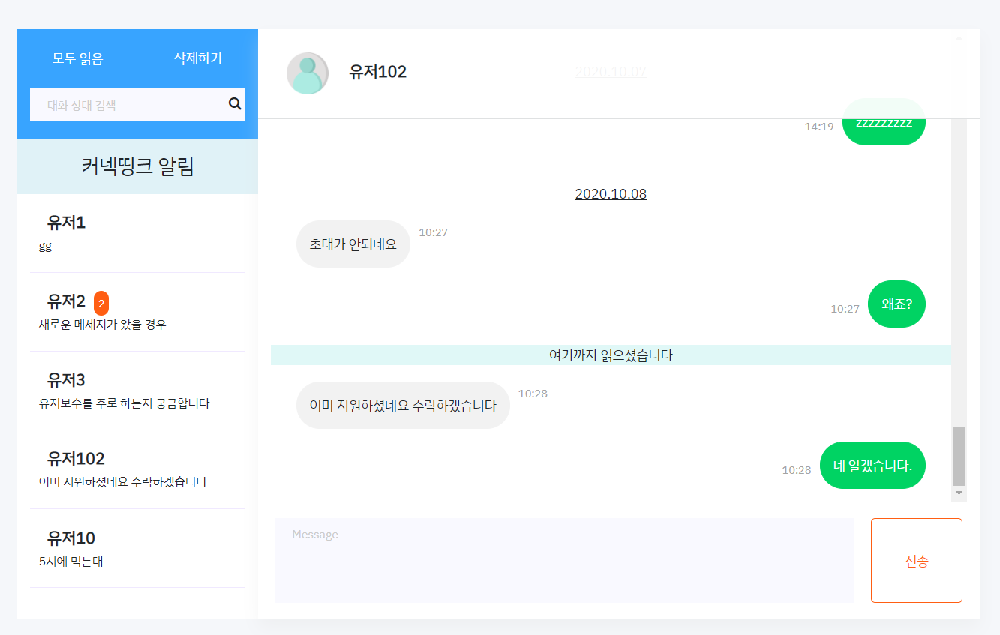 모두 읽음
삭제하기
대화 상대 검색
커넥띵크 알림
유저1
gg
유저2 2
새로운 메세지가 왔을 경우
유저3
유지보수를 주로 하는지 궁금합니다
유저102
이미 지원하셨네요 수락하겠습니다
유저10
5시에 먹는대
유저102
2020.10.07
14:19 zzzzzzzzz
2020.10.08
초대가 안되네요 10:27
10:27 왜죠?
여기까지 읽으셨습니다
이미 지원하셨네요 수락하겠습니다 10:28
10:28 네 알겠습니다.
Message
전송